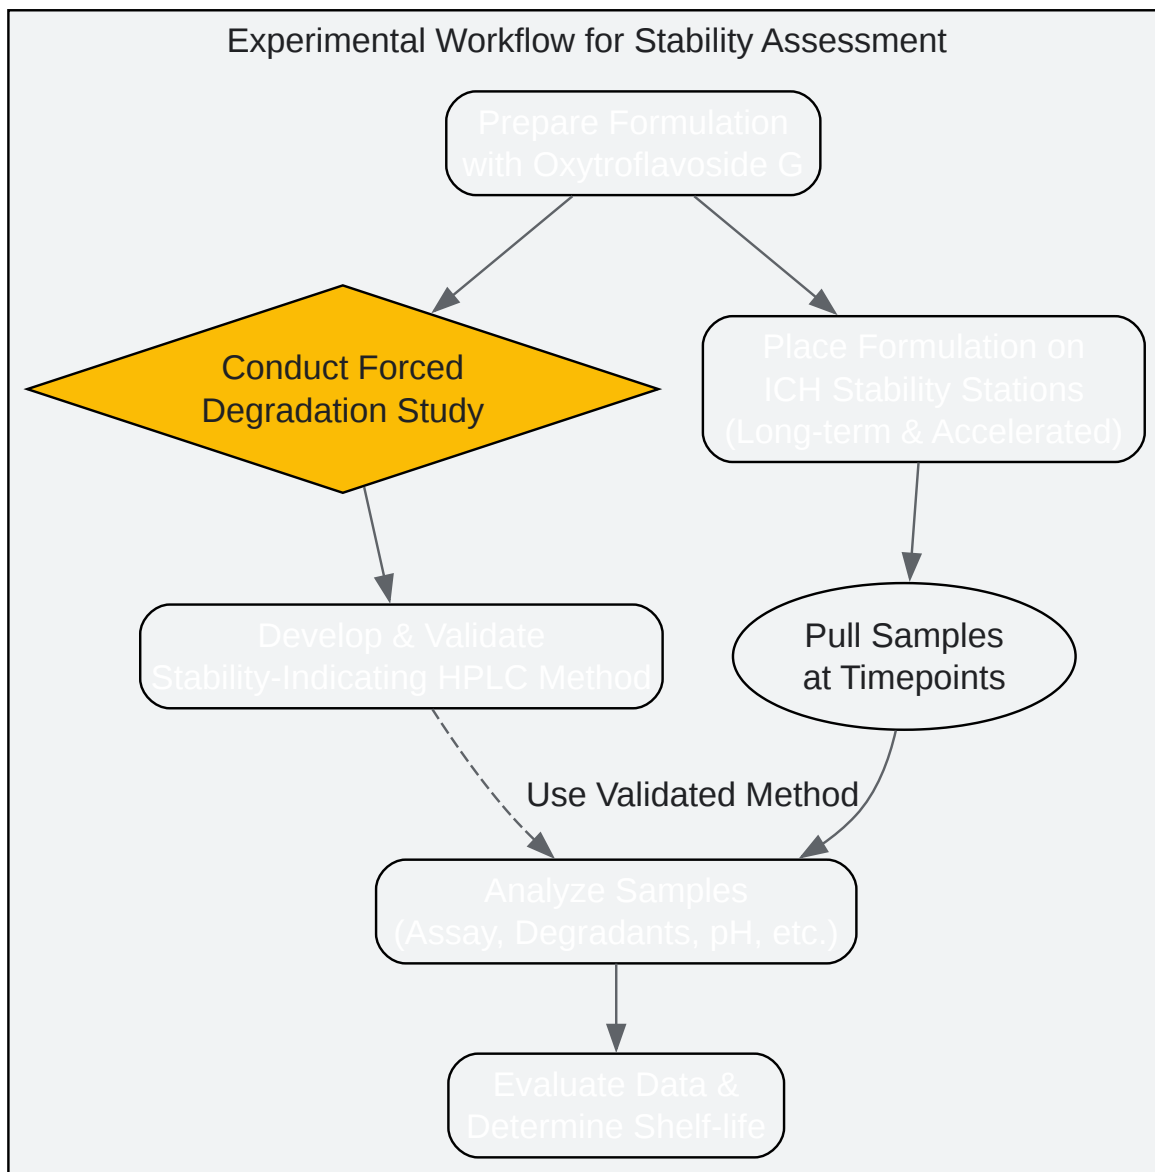 Experimental Workflow for Stability Assessment
Prepare Formulation
with Oxytroflavoside G
Conduct Forced
Degradation Study
Place Formulation on
ICH Stability Stations
(Long-term & Accelerated)
Develop & Validate
Stability-Indicating HPLC Method
Pull Samples
at Timepoints
Use Validated Method
Analyze Samples
(Assay, Degradants, pH, etc.)
Evaluate Data &
Determine Shelf-life